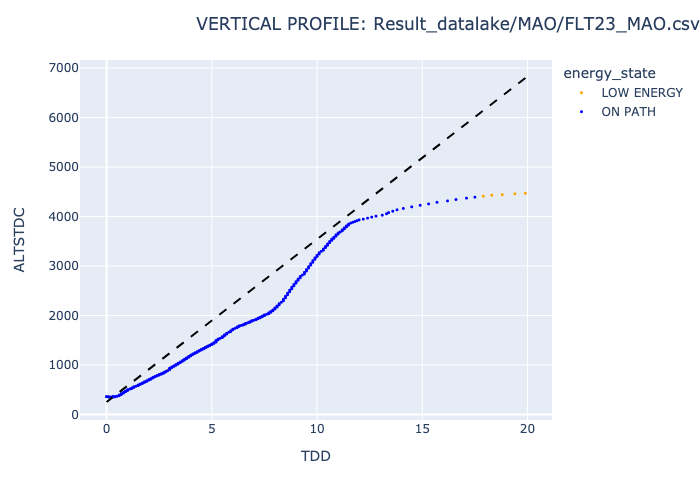 VERTICAL PROFILE: Result_datalake/MAO/FLT23_MAO.csv
energy_state
LOW ENERGY
ON PATH
ALTSTDC
7000
6000
5000
4000
3000
2000
1000
0
0 5 10 15 20
TDD